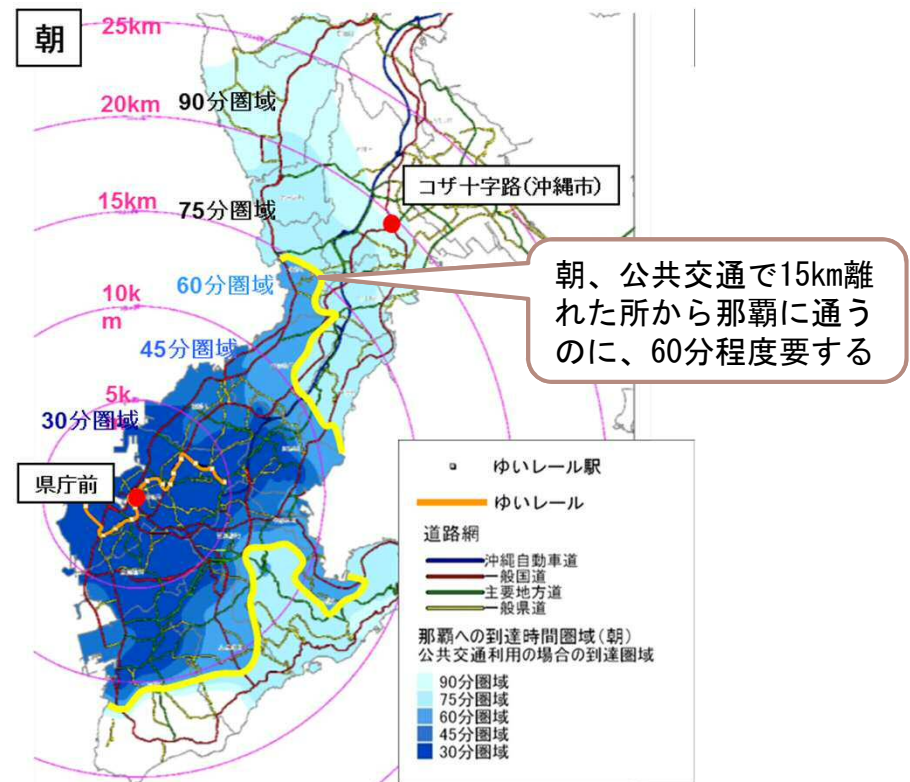 朝
25km
20km
90分圏域
コザ十字路(沖縄市)
15km
75分圏域
60分圏域
朝、公共交通で15km離
れた所から那覇に通う
のに、60分程度要する
10k
m
45分圏域
5k
30分圏域
県庁前
ゆいレール駅
ゆいレール
道路網
沖縄自動車道
一般国道
主要地方道
一般県道
那覇への到達時間圏域(朝)
公共交通利用の場合の到達圏域
90分圏域
75分圏域
60分圏域
45分圏域
30分圏域